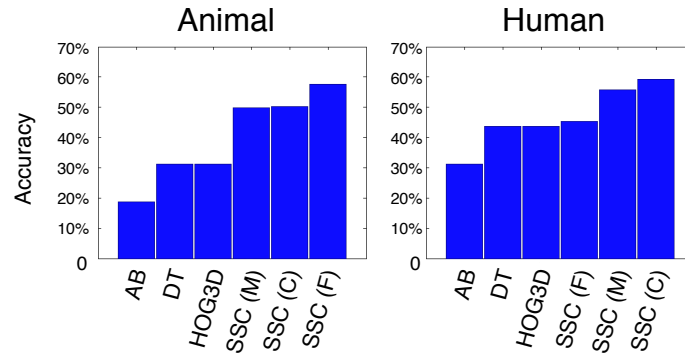 Animal
Human
Accuracy
70%
60%
50%
40%
30%
20%
10%
0
AB
DT
HOG3D
SSC (M)
SSC (C)
SSC (F)
70%
60%
50%
40%
30%
20%
10%
0
AB
DT
HOG3D
SSC (F)
SSC (M)
SSC (C)